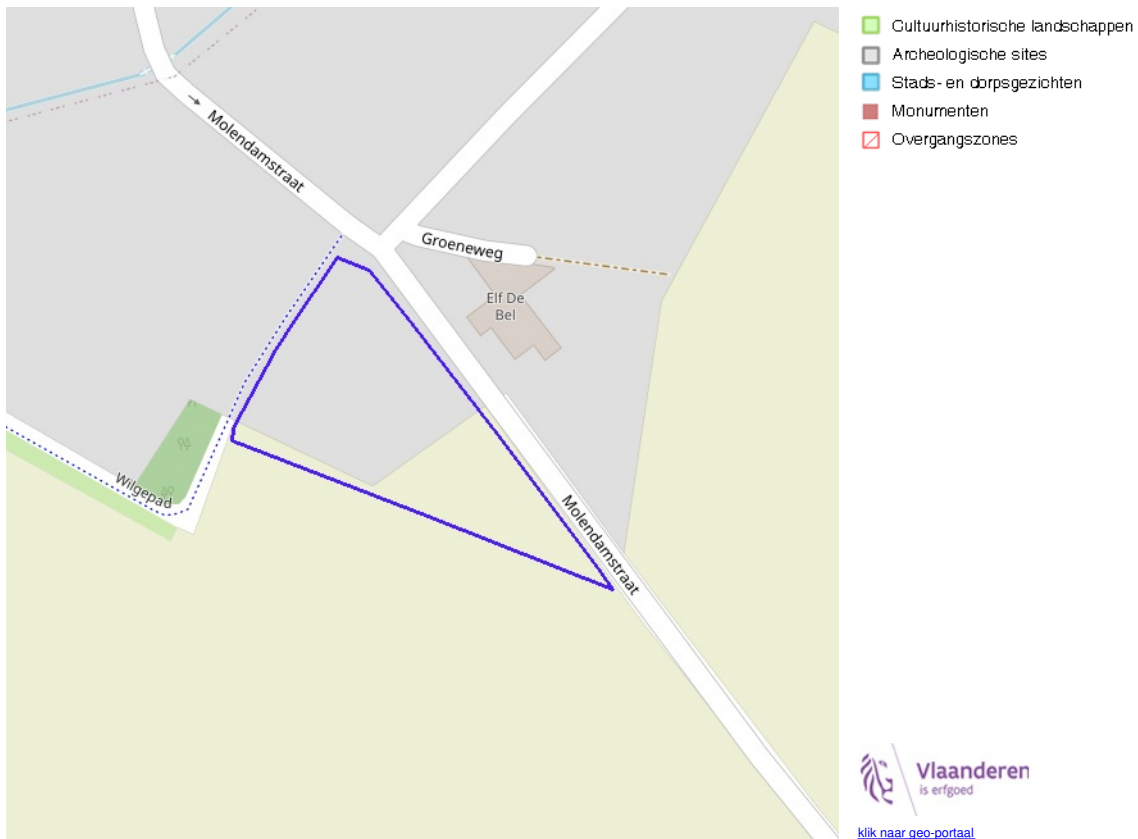 Molendamstraat
Groeneweg
Elf De
Bel
Wilgepad
Molendamstraat
Cultuurhistorische landschappen
Archeologische sites
Stads- en dorpsgezichten
Monumenten
Overgangszones
Vlaanderen
is erfgoed
klik naar geo-portaal